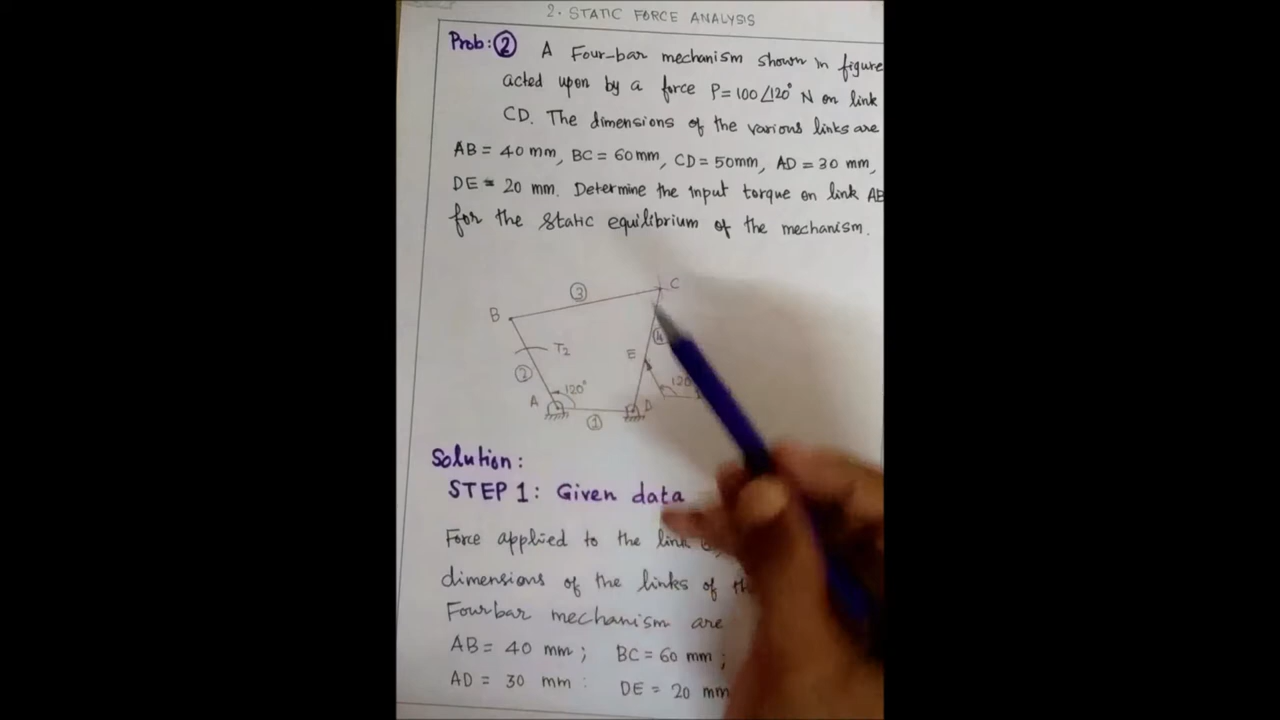 2. STATIC FORCE ANALYSIS
Prob: ② A Four-bar mechanism shown in figure
acted upon by a force P=100∠120° N on link
CD. The dimensions of the various links are
AB = 40 mm, BC = 60mm, CD = 50mm, AD = 30 mm,
DE = 20 mm. Determine the input torque on link AB
for the static equilibrium of the mechanism.
③ C
B
T2 ④
② E
120° 120
A D
①
Solution:
STEP 1: Given data
Force applied to the link
dimensions of the links of
Fourbar mechanism are
AB = 40 mm ; BC = 60 mm ;
AD = 30 mm : DE = 20 mm